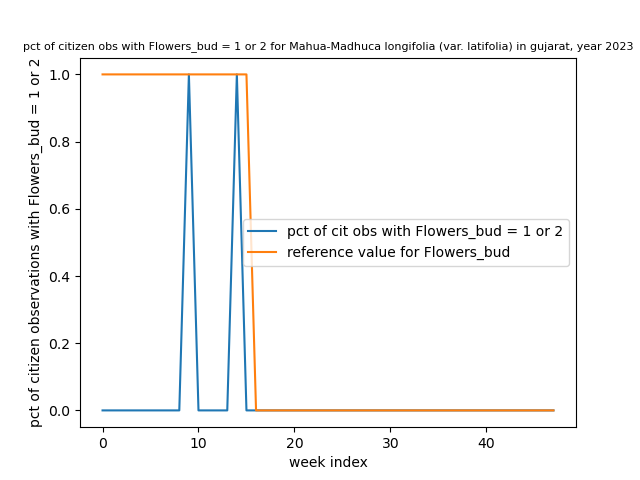 pct of citizen obs with Flowers_bud = 1 or 2 for Mahua-Madhuca longifolia (var. latifolia) in gujarat, year 2023
pct of citizen observations with Flowers_bud = 1 or 2
1.0
0.8
0.6
0.4
0.2
0.0
pct of cit obs with Flowers_bud = 1 or 2
reference value for Flowers_bud
0
10
20
30
40
week index